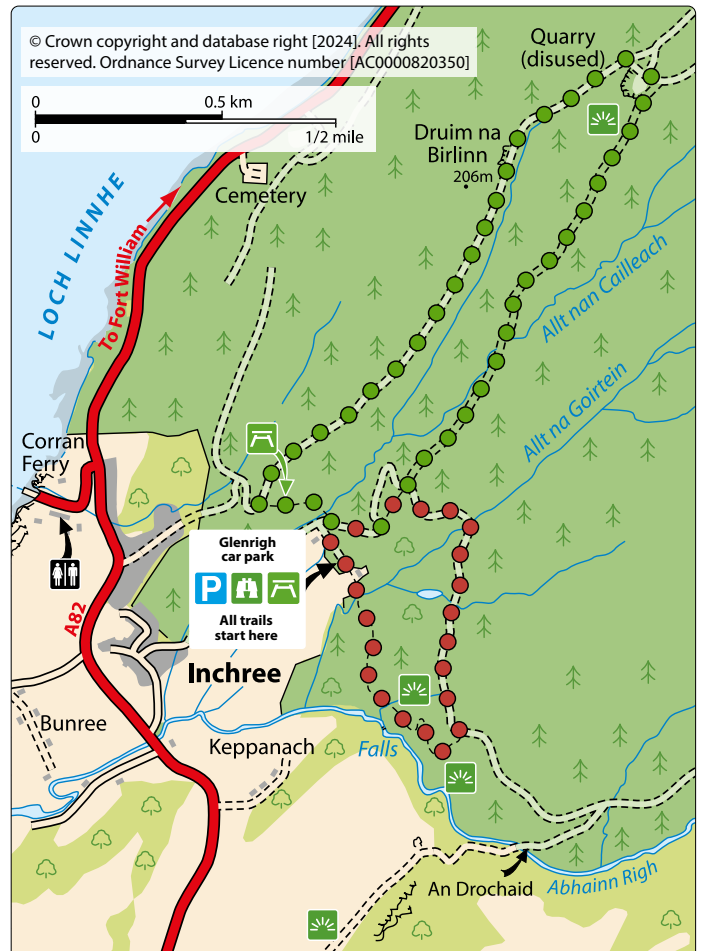 © Crown copyright and database right [2024]. All rights
reserved. Ordnance Survey Licence number [AC0000820350]
0 0.5 km
0 1/2 mile
Quarry
(disused)
Druim na
Birlinn
206m
Cemetery
LOCH LINNHE
To Fort William
Allt nan Cailleach
Allt na Goirtein
Corran
Ferry
Glenrigh
car park
P
All trails
start here
A82
Inchree
Bunree
Keppanach
Falls
An Drochaid
Abhainn Righ